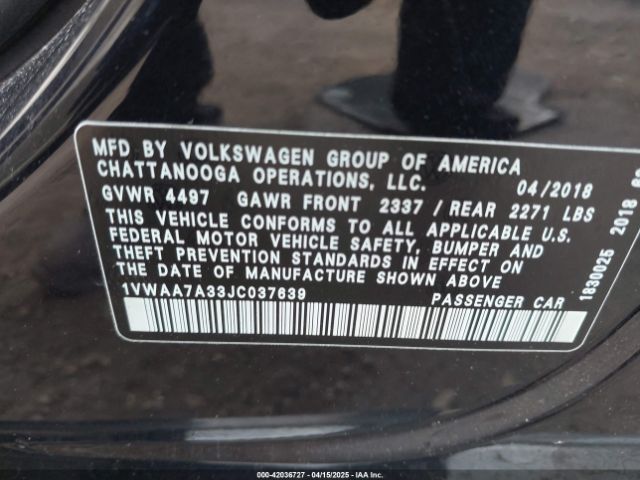 MFD BY VOLKSWAGEN GROUP OF AMERICA
CHATTANOOGA OPERATIONS, LLC. 04/2018
GVWR 4497 GAWR FRONT 2337 / REAR 2271 LBS
THIS VEHICLE CONFORMS TO ALL APPLICABLE U.S.
FEDERAL MOTOR VEHICLE SAFETY, BUMPER AND
THEFT PREVENTION STANDARDS IN EFFECT ON
THE DATE OF MANUFACTURE SHOWN ABOVE
1VWAA7A33JC037639 PASSENGER CAR
1830025 2018
000-42036727 - 04/15/2025 - IAAI, Inc.